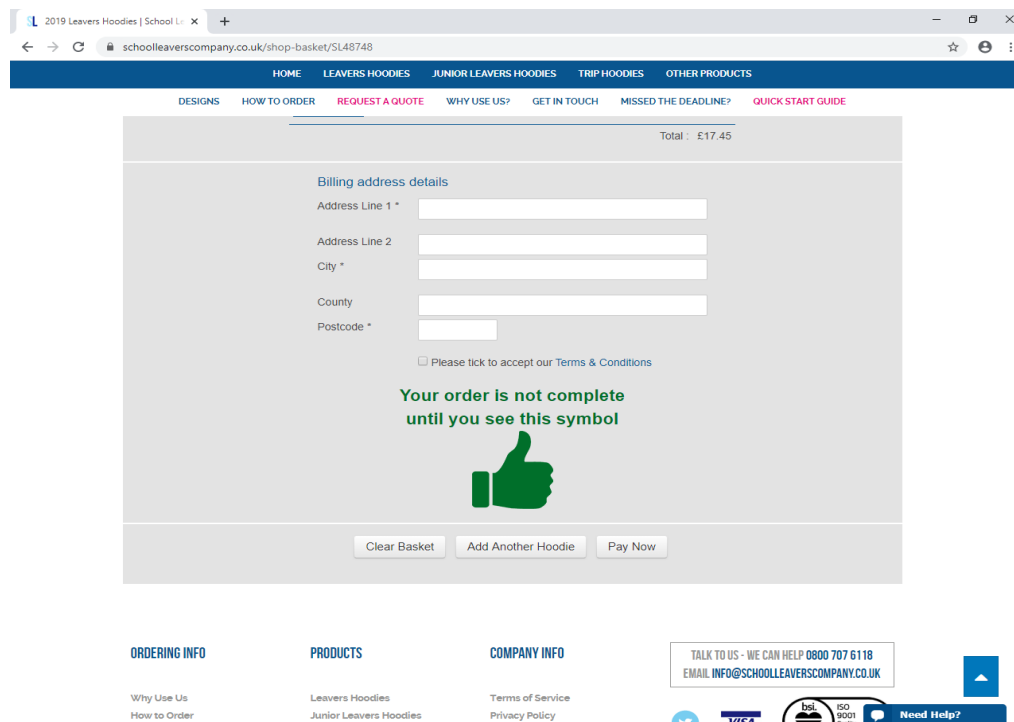 SL 2019 Leavers Hoodies | School Le
schoolleaverscompany.co.uk/shop-basket/SL48748
HOME LEAVERS HOODIES JUNIOR LEAVERS HOODIES TRIP HOODIES OTHER PRODUCTS
DESIGNS HOW TO ORDER REQUEST A QUOTE WHY USE US? GET IN TOUCH MISSED THE DEADLINE? QUICK START GUIDE
Total : £17.45
Billing address details
Address Line 1 *
Address Line 2
City *
County
Postcode *
Please tick to accept our Terms & Conditions
Your order is not complete
until you see this symbol
Clear Basket Add Another Hoodie Pay Now
ORDERING INFO PRODUCTS COMPANY INFO
TALK TO US - WE CAN HELP 0800 707 6118
EMAIL INFO@SCHOOLLEAVERSCOMPANY.CO.UK
Why Use Us Leavers Hoodies Terms of Service
How to Order Junior Leavers Hoodies Privacy Policy
VISA
bsi. ISO
9001
Need Help?